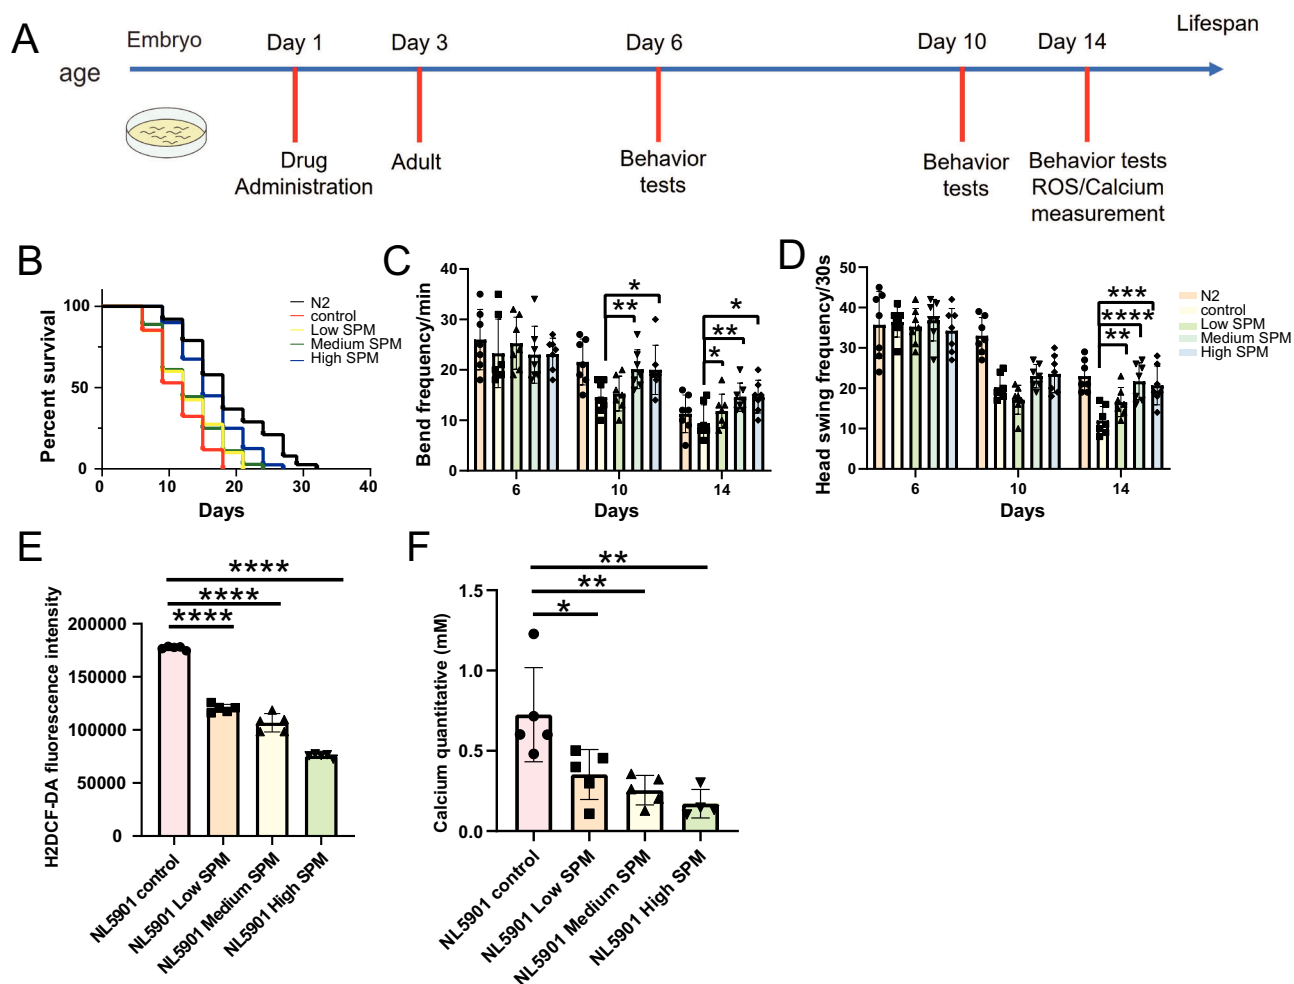 A
Embryo
Day 1
Day 3
Day 6
Day 10
Day 14
Lifespan
age
Drug
Administration
Adult
Behavior
tests
Behavior
tests
Behavior tests
ROS/Calcium
measurement
B
Percent survival
100
50
0
0
10
20
30
40
Days
N2
control
Low SPM
Medium SPM
High SPM
C
Bend frequency/min
40
30
20
10
0
6
10
14
Days
*
**
*
**
*
D
Head swing frequency/30s
50
40
30
20
10
0
6
10
14
Days
***
****
**
N2
control
Low SPM
Medium SPM
High SPM
E
H2DCF-DA fluorescence intensity
200000
150000
100000
50000
0
****
****
****
NL5901 control
NL5901 Low SPM
NL5901 Medium SPM
NL5901 High SPM
F
Calcium quantitative (mM)
1.5
1.0
0.5
0.0
**
**
*
NL5901 control
NL5901 Low SPM
NL5901 Medium SPM
NL5901 High SPM